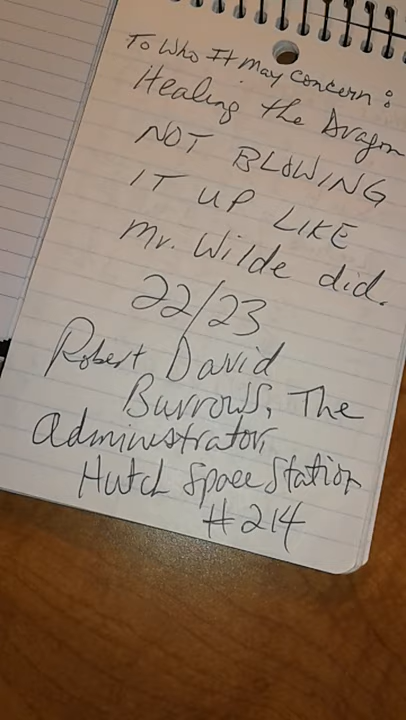 To Who It May Concern:
Healing the Dragon
NOT BLOWING
IT UP LIKE
Mr. Wilde did.
22/23
Robert David
Burrows, The
Administrator,
Hutch Space Station
#214